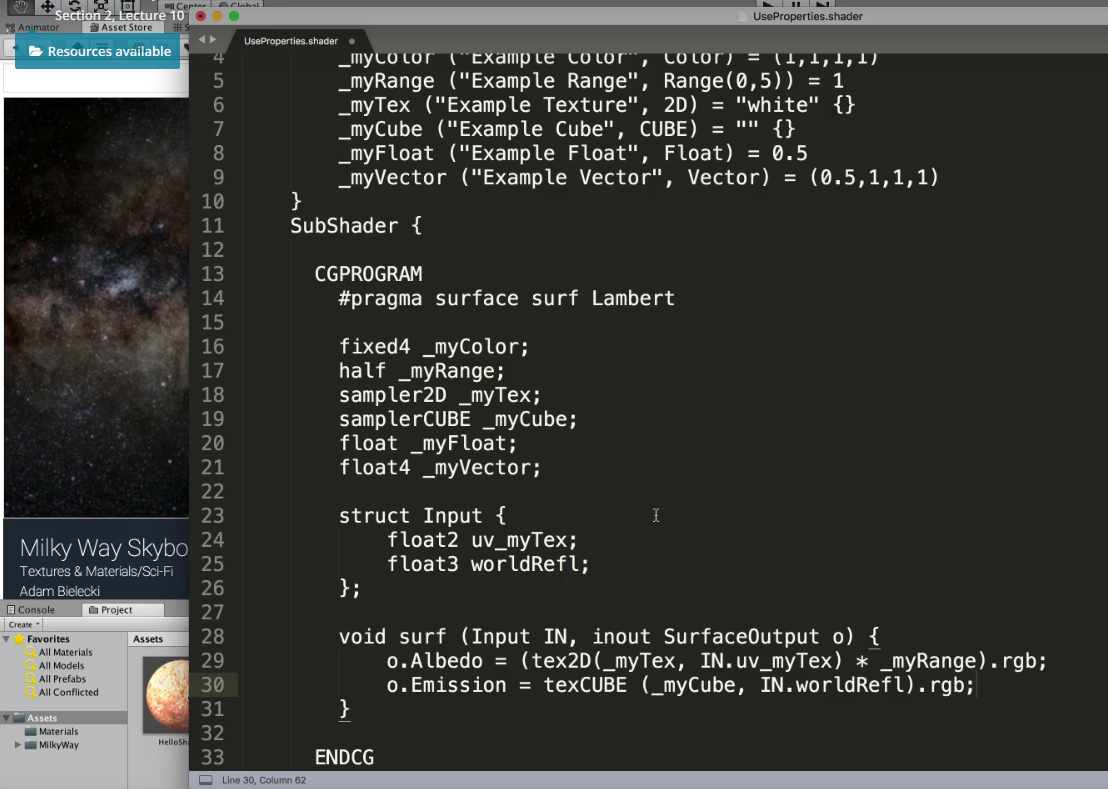 Section 2, Lecture 10
Center
Global
UseProperties.shader
Animator
Asset Store
Resources available
UseProperties.shader
4 _myColor ("Example Color", Color) = (1,1,1,1)
5 _myRange ("Example Range", Range(0,5)) = 1
6 _myTex ("Example Texture", 2D) = "white" {}
7 _myCube ("Example Cube", CUBE) = "" {}
8 _myFloat ("Example Float", Float) = 0.5
9 _myVector ("Example Vector", Vector) = (0.5,1,1,1)
10 }
11 SubShader {
12
13 CGPROGRAM
14 #pragma surface surf Lambert
15
16 fixed4 _myColor;
17 half _myRange;
18 sampler2D _myTex;
19 samplerCUBE _myCube;
20 float _myFloat;
21 float4 _myVector;
22
23 struct Input {
24 float2 uv_myTex;
25 float3 worldRefl;
26 };
27
28 void surf (Input IN, inout SurfaceOutput o) {
29 o.Albedo = (tex2D(_myTex, IN.uv_myTex) * _myRange).rgb;
30 o.Emission = texCUBE (_myCube, IN.worldRefl).rgb;
31 }
32
33 ENDCG
Line 30, Column 62
Milky Way Skybo
Textures & Materials/Sci-Fi
Adam Bielecki
Console
Project
Create
Favorites
All Materials
All Models
All Prefabs
All Conflicted
Assets
Materials
MilkyWay
Assets
HelloSha